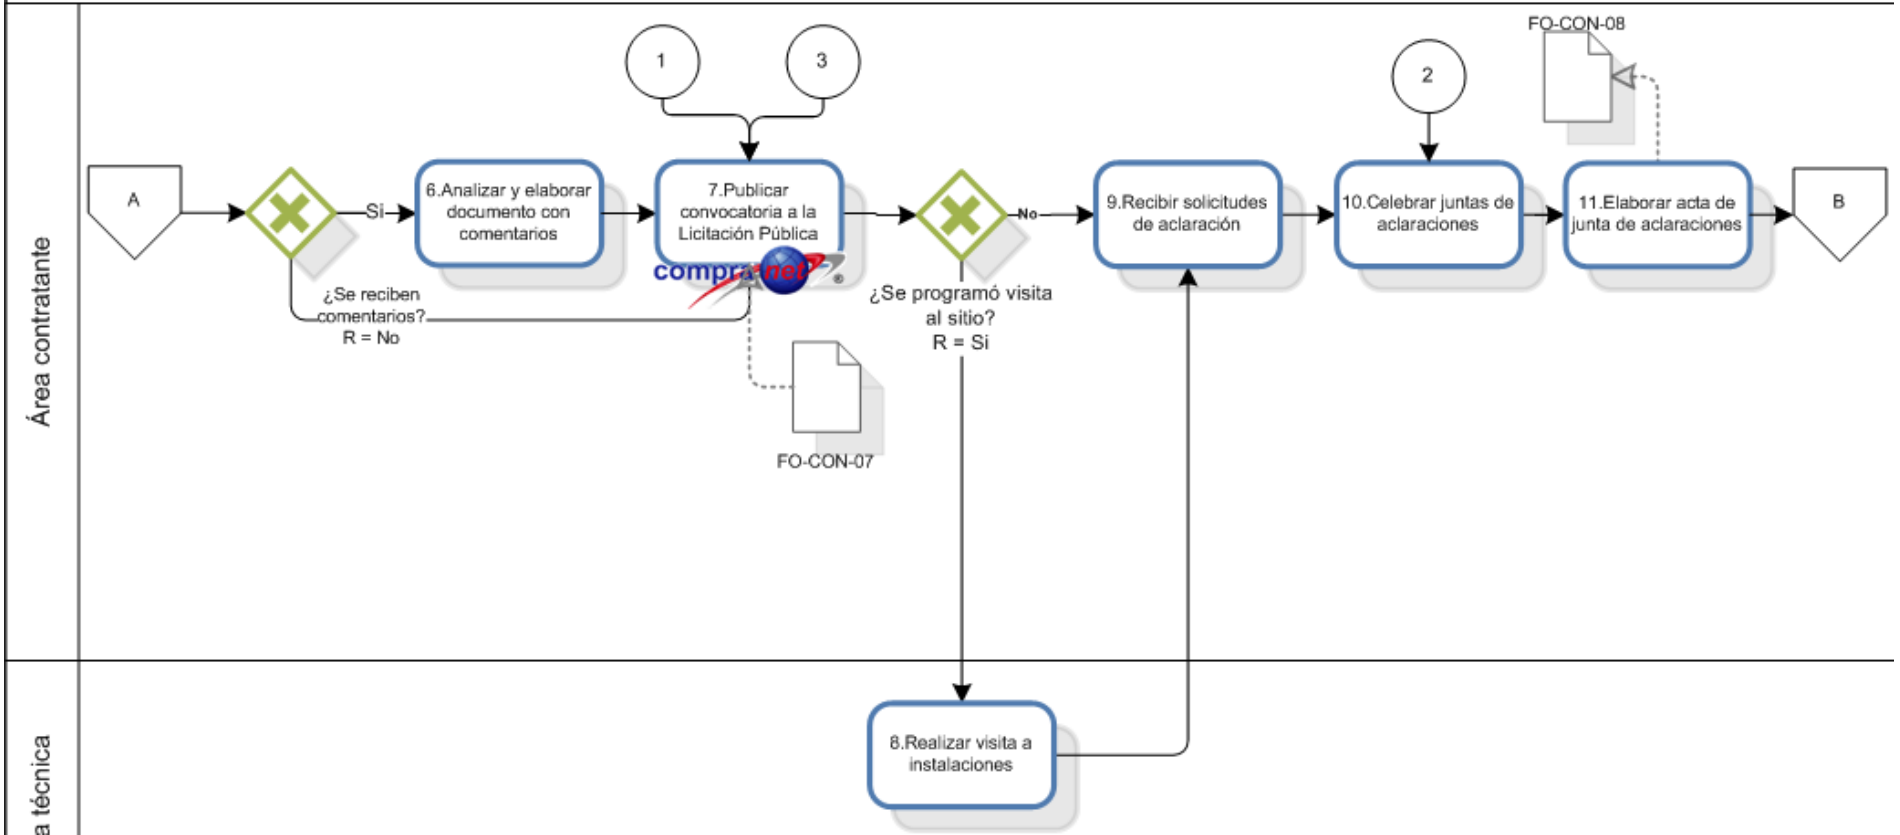 Área contratante
1
3
2
FO-CON-08
A
Si
6.Analizar y elaborar
documento con
comentarios
7.Publicar
convocatoria a la
Licitación Pública
compranet
®
No
9.Recibir solicitudes
de aclaración
10.Celebrar juntas de
aclaraciones
11.Elaborar acta de
junta de aclaraciones
B
¿Se reciben
comentarios?
R = No
¿Se programó visita
al sitio?
R = Si
FO-CON-07
a técnica
8.Realizar visita a
instalaciones